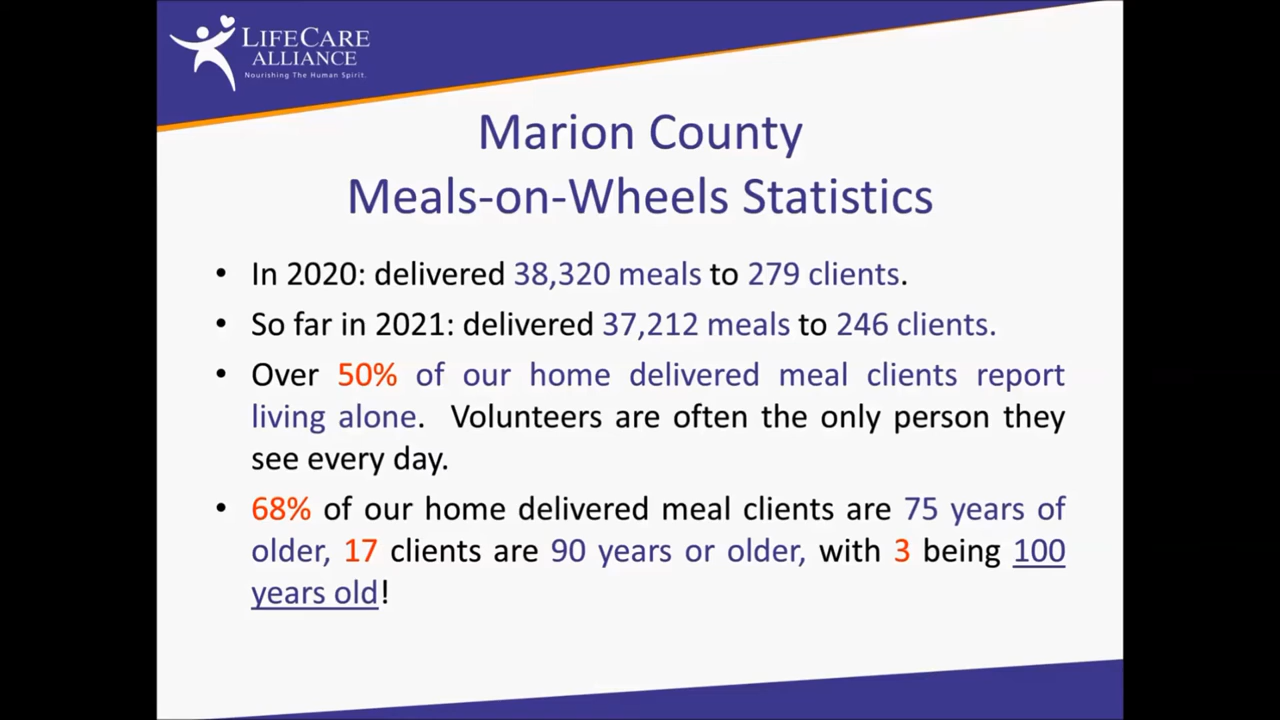 LIFECARE
ALLIANCE
Nourishing The Human Spirit.
Marion County
Meals-on-Wheels Statistics
• In 2020: delivered 38,320 meals to 279 clients.
• So far in 2021: delivered 37,212 meals to 246 clients.
• Over 50% of our home delivered meal clients report
living alone. Volunteers are often the only person they
see every day.
• 68% of our home delivered meal clients are 75 years of
older, 17 clients are 90 years or older, with 3 being 100
years old!